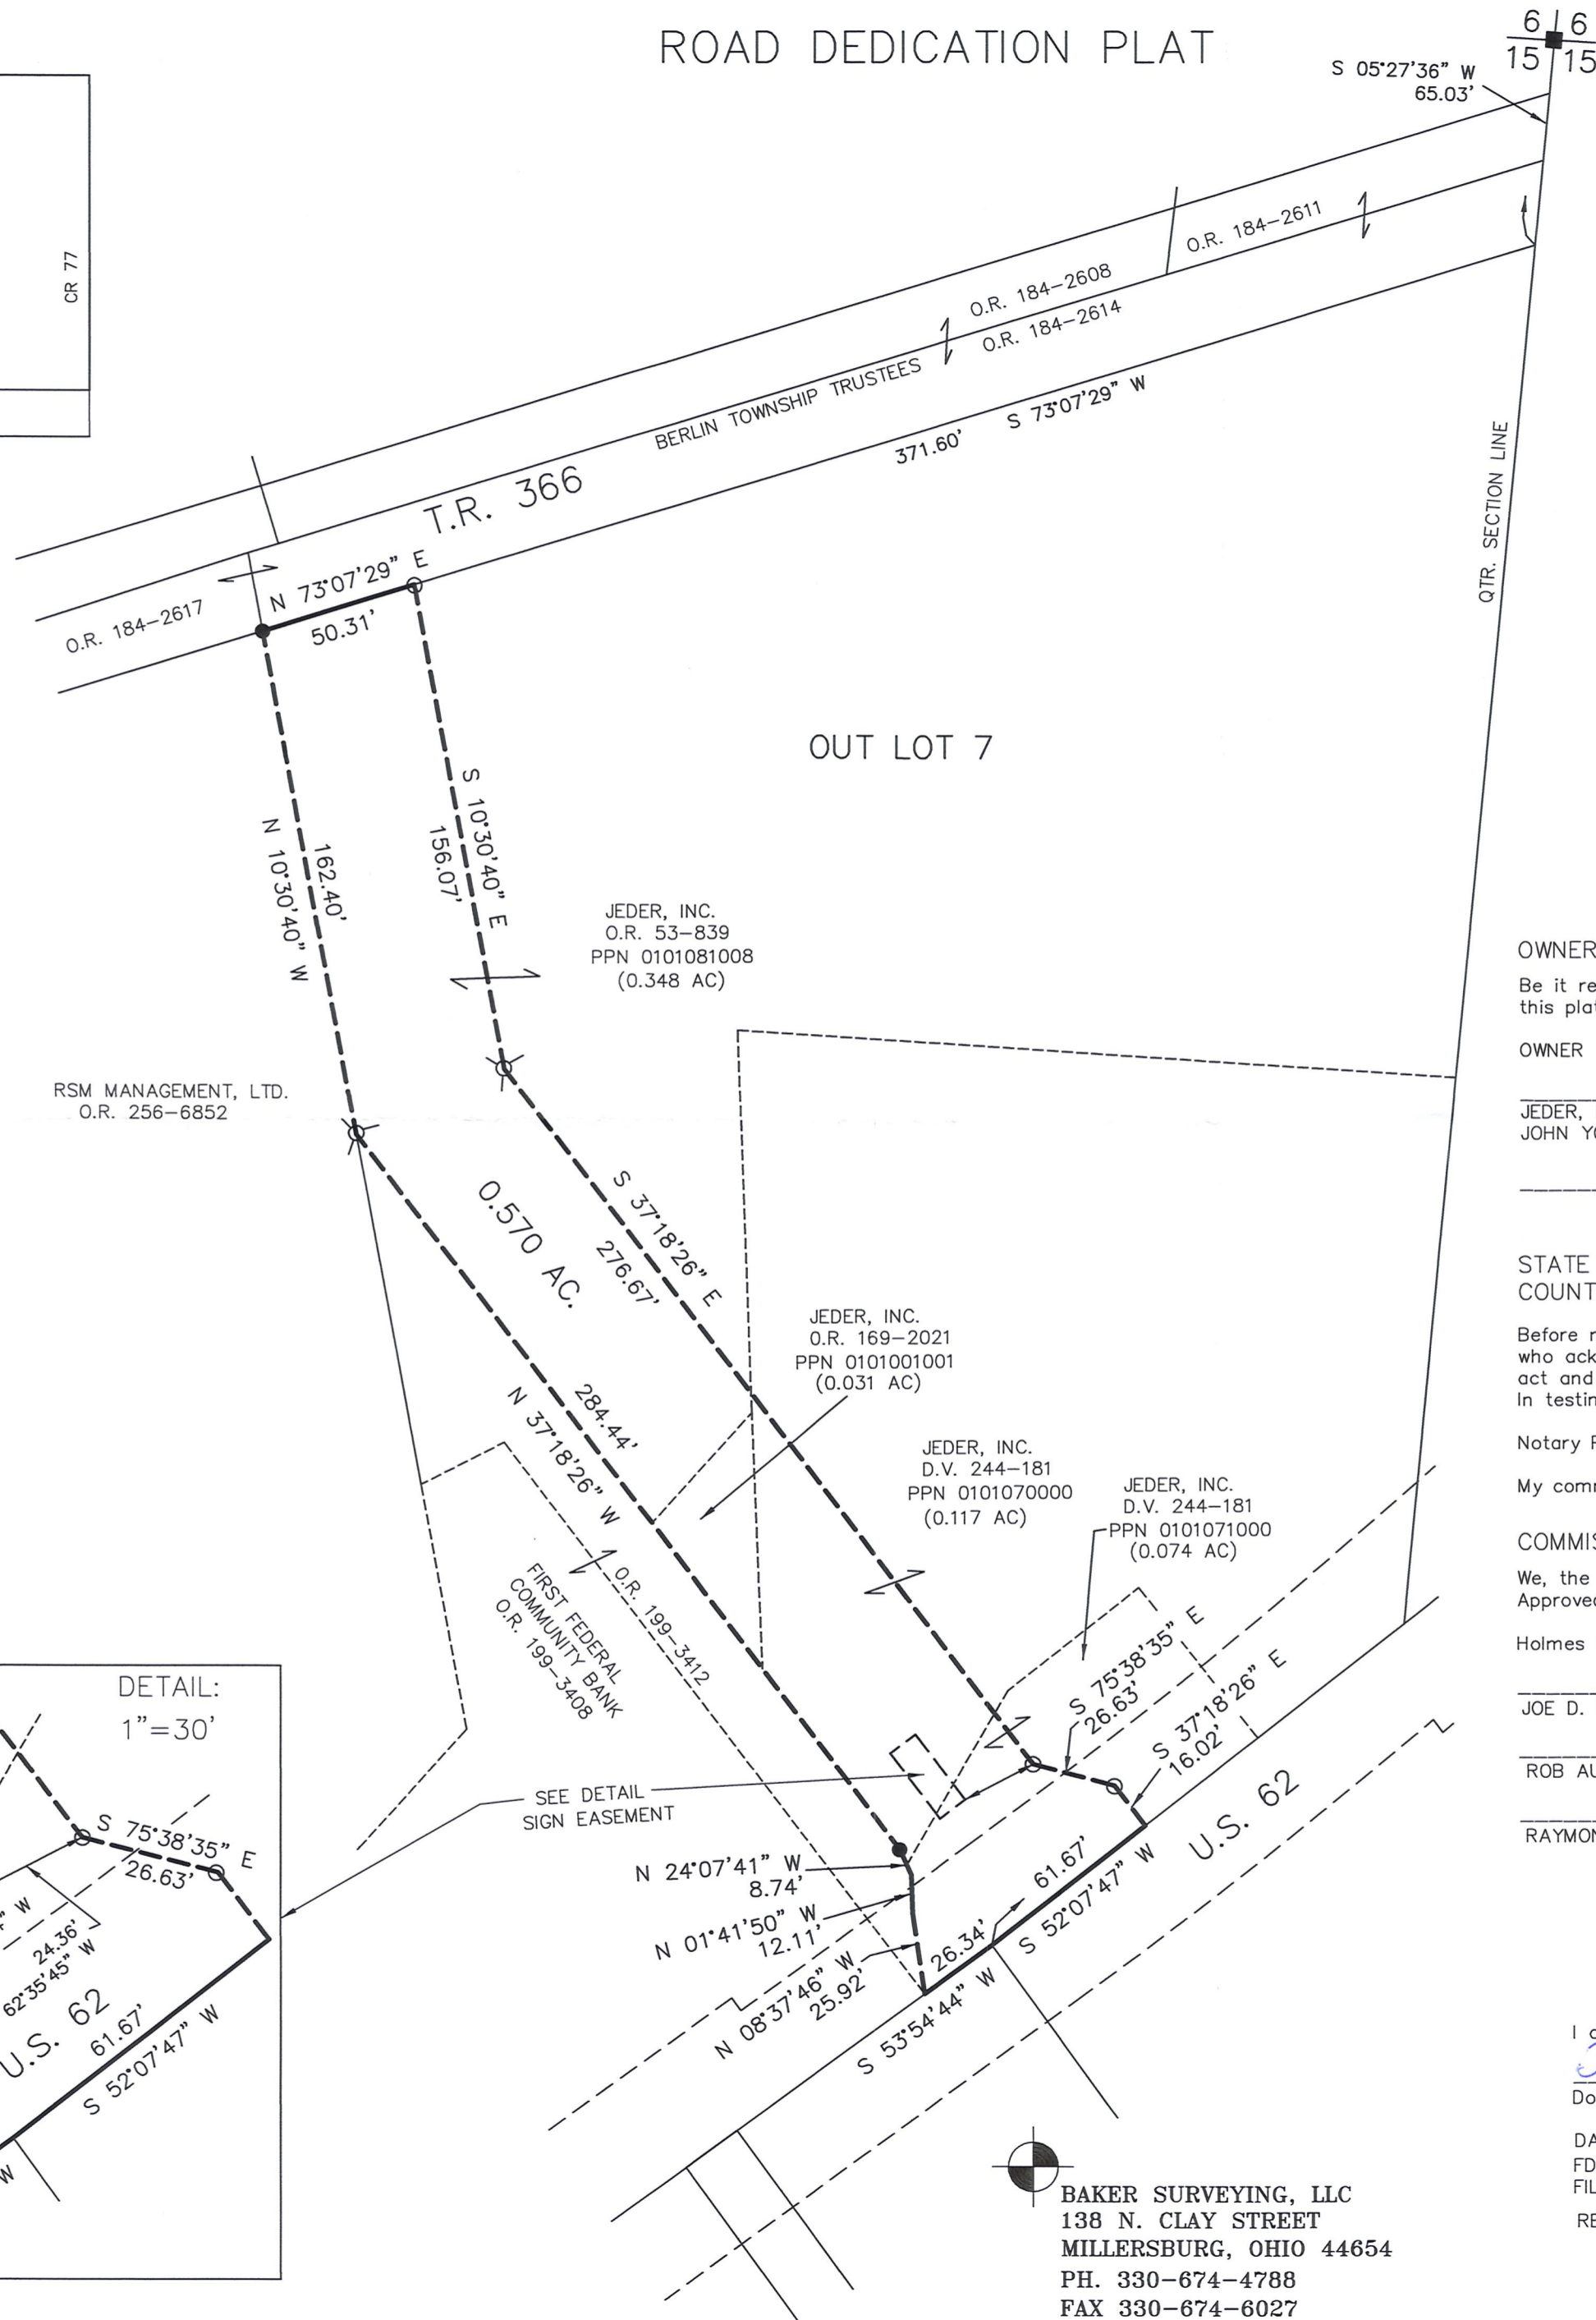 ROAD DEDICATION PLAT
6 6
15 15
S 05°27'36" W
65.03'
CR 77
O.R. 184-2611
O.R. 184-2608
O.R. 184-2614
BERLIN TOWNSHIP TRUSTEES
371.60' S 73°07'29" W
T.R. 366
QTR. SECTION LINE
N 73°07'29" E
50.31'
O.R. 184-2617
OUT LOT 7
S 10°30'40" E
156.07'
162.40'
N 10°30'40" W
JEDER, INC.
O.R. 53-839
PPN 0101081008
(0.348 AC)
RSM MANAGEMENT, LTD.
O.R. 256-6852
0.570 AC.
S 37°18'26" E
276.67'
284.44'
N 37°18'26" W
JEDER, INC.
O.R. 169-2021
PPN 0101001001
(0.031 AC)
JEDER, INC.
D.V. 244-181
PPN 0101070000
(0.117 AC)
JEDER, INC.
D.V. 244-181
PPN 0101071000
(0.074 AC)
O.R. 199-3412
FIRST FEDERAL
COMMUNITY BANK
O.R. 199-3408
S 75°38'35" E
26.63'
S 37°18'26" E
16.02'
SEE DETAIL
SIGN EASEMENT
N 24°07'41" W
8.74'
N 01°41'50" W
12.11'
N 08°37'46" W
25.92'
26.34'
S 53°54'44" W
61.67'
S 52°07'47" W
U.S. 62
DETAIL:
1"=30'
S 75°38'35" E
26.63'
W
24.36'
62°35'45" W
U.S. 62
61.67'
S 52°07'47" W
W
OWNER
Be it re
this plat
OWNER
JEDER,
JOHN YO
STATE
COUNT
Before
who ack
act and
In testin
Notary
My com
COMMIS
We, the
Approved
Holmes
JOE D.
ROB AU
RAYMON
I
Do
DA
FD
FIL
RE
BAKER SURVEYING, LLC
138 N. CLAY STREET
MILLERSBURG, OHIO 44654
PH. 330-674-4788
FAX 330-674-6027